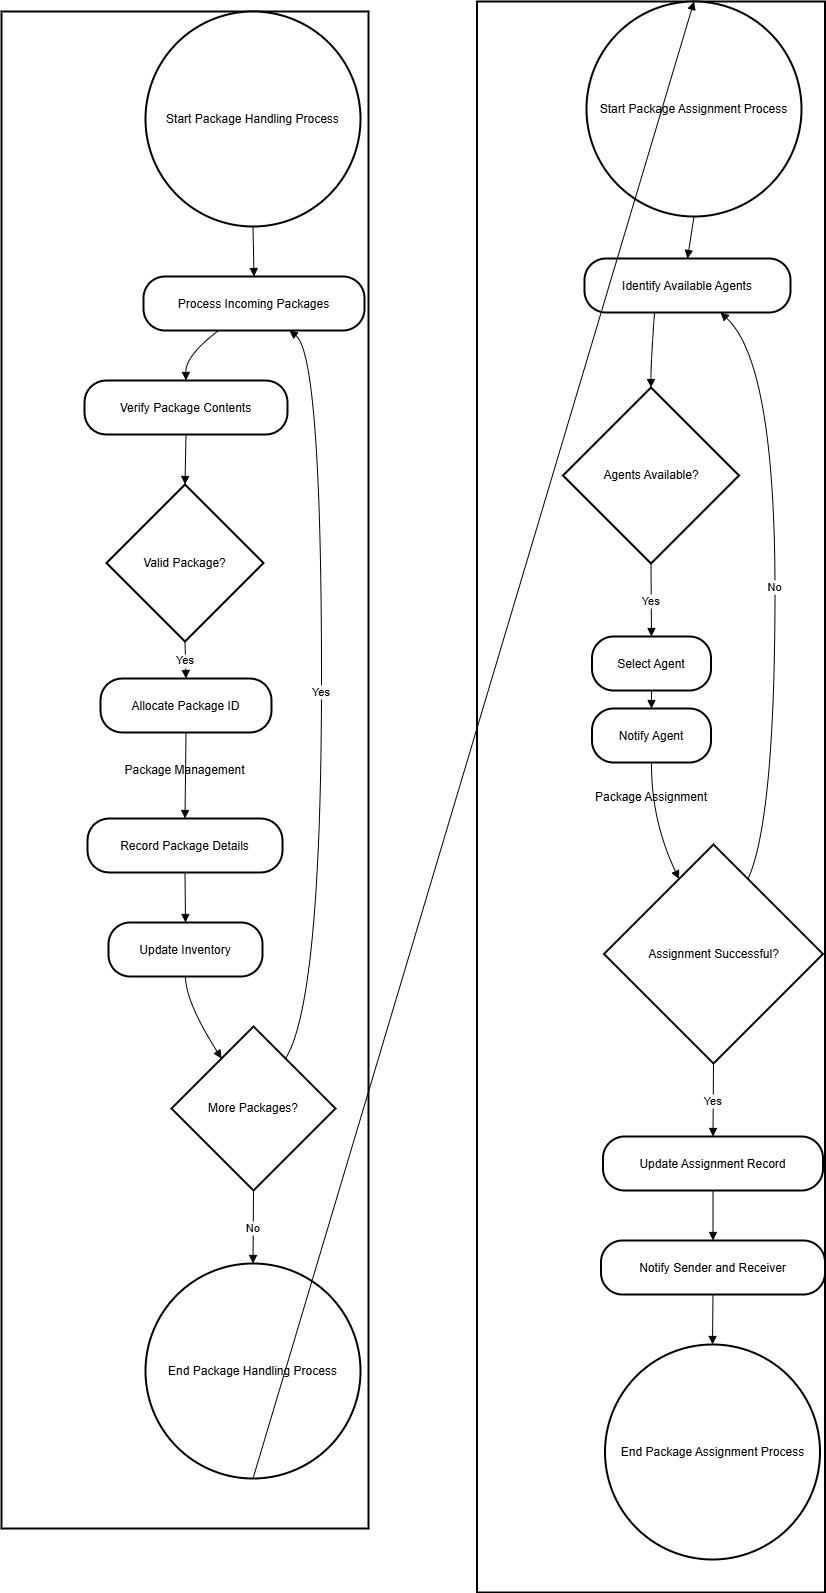 Start Package Handling Process
Process Incoming Packages
Verify Package Contents
Valid Package?
Yes
Allocate Package ID
Yes
Package Management
Record Package Details
Update Inventory
More Packages?
No
End Package Handling Process
Start Package Assignment Process
Identify Available Agents
Agents Available?
No
Yes
Select Agent
Notify Agent
Package Assignment
Assignment Successful?
Yes
Update Assignment Record
Notify Sender and Receiver
End Package Assignment Process